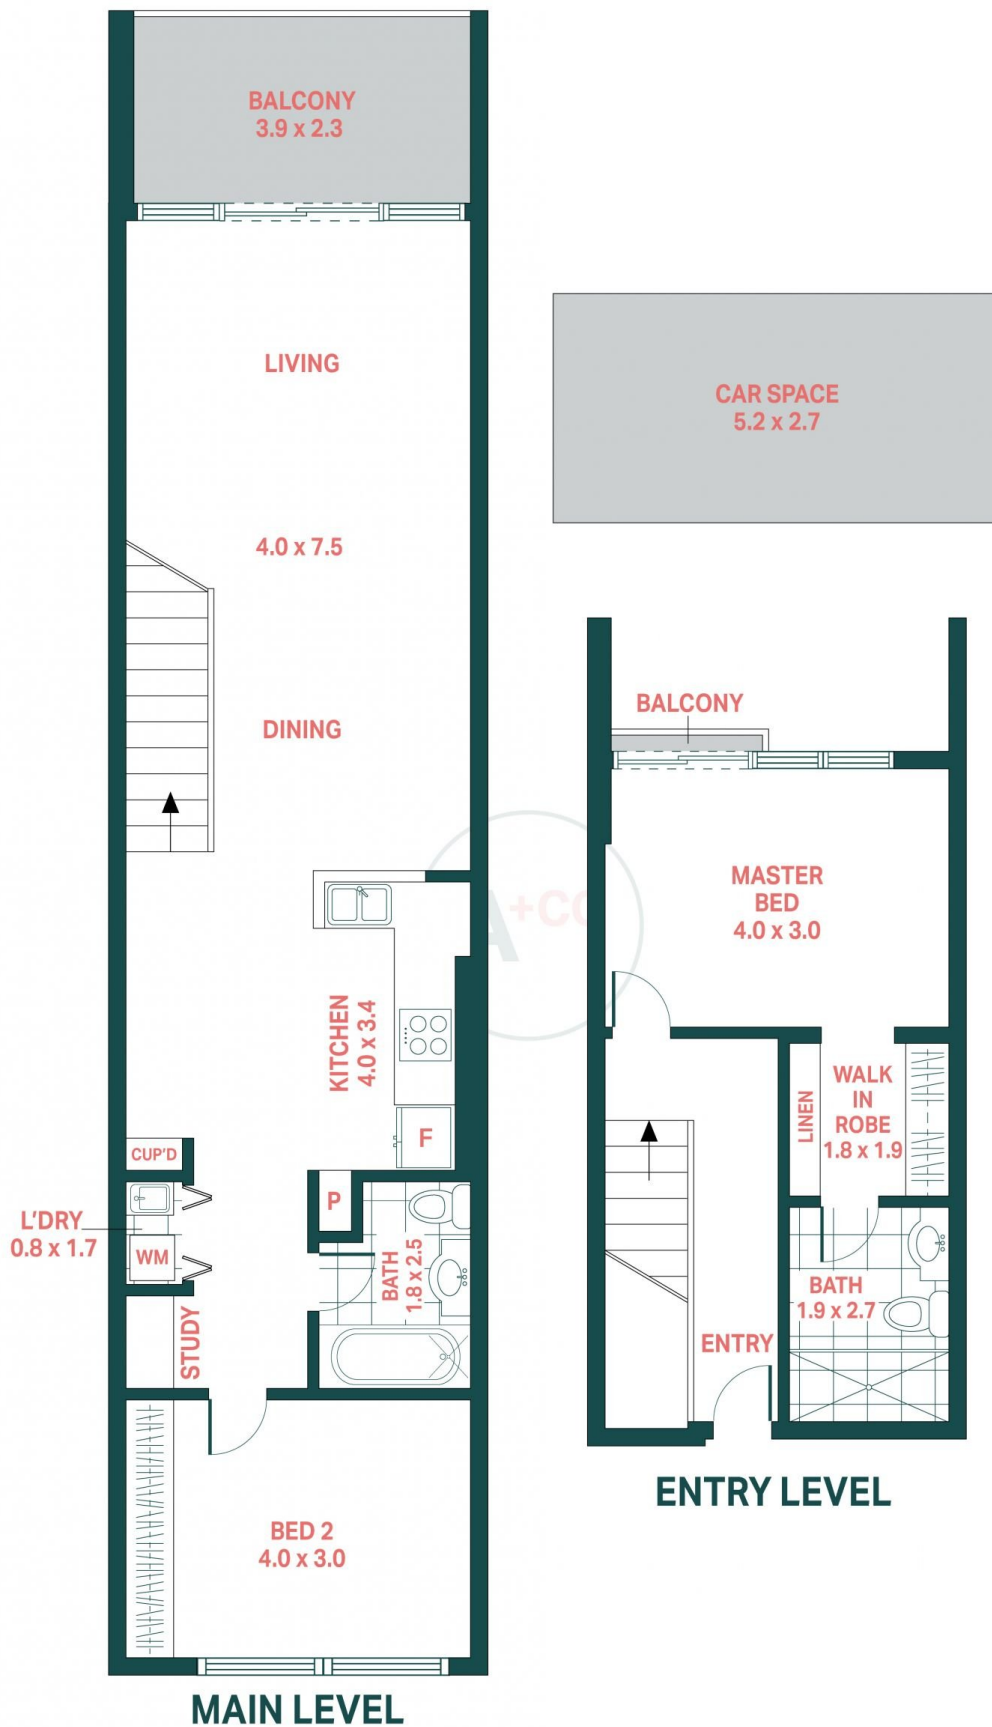 BALCONY
3.9 x 2.3
LIVING
4.0 x 7.5
DINING
KITCHEN
4.0 x 3.4
F
CUP'D
P
L'DRY
0.8 x 1.7
WM
BATH
1.8 x 2.5
STUDY
BED 2
4.0 x 3.0
MAIN LEVEL
CAR SPACE
5.2 x 2.7
BALCONY
MASTER
BED
4.0 x 3.0
A+CO
LINEN
WALK
IN
ROBE
1.8 x 1.9
BATH
1.9 x 2.7
ENTRY
ENTRY LEVEL